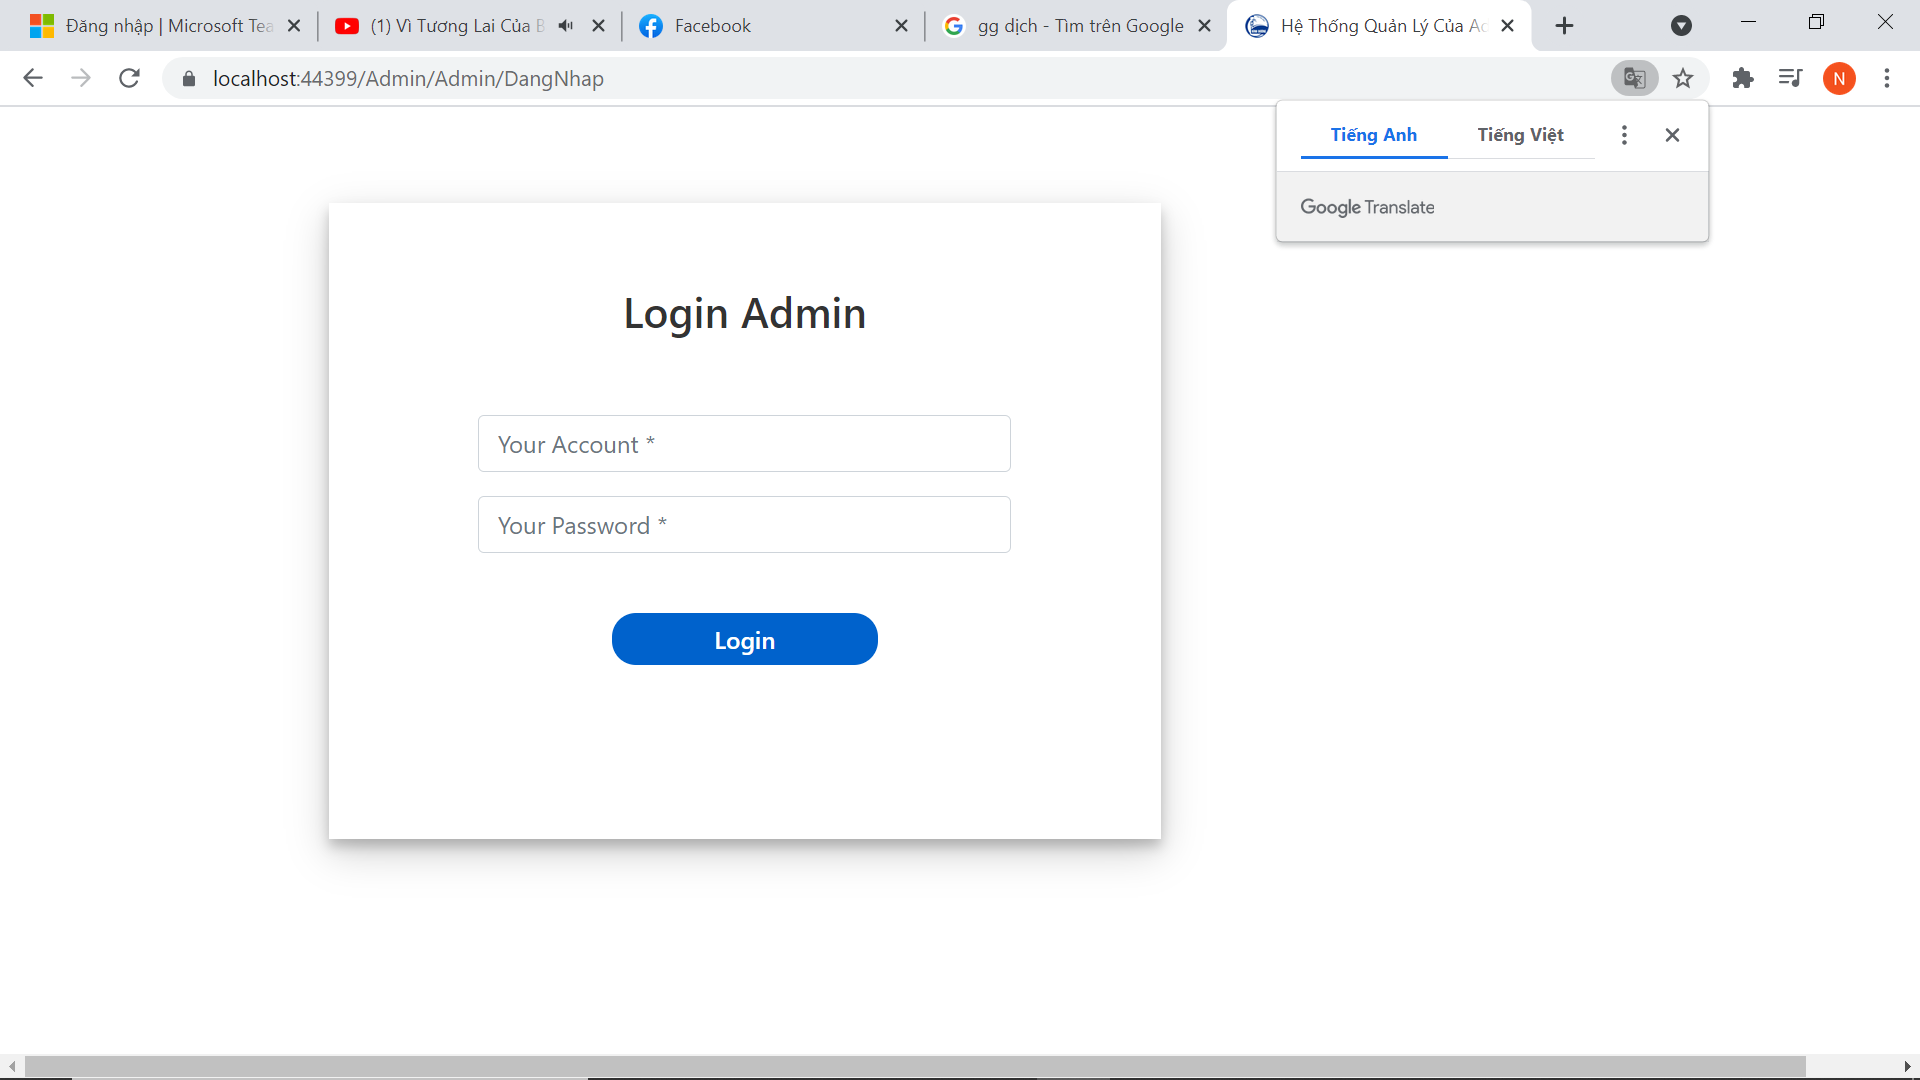 Đăng nhập | Microsoft Tea
(1) Vì Tương Lai Của
Facebook
gg dịch - Tìm trên Google
Hệ Thống Quản Lý Của Ad
localhost:44399/Admin/Admin/DangNhap
N
Tiếng Anh
Tiếng Việt
Google Translate
Login Admin
Your Account *
Your Password *
Login